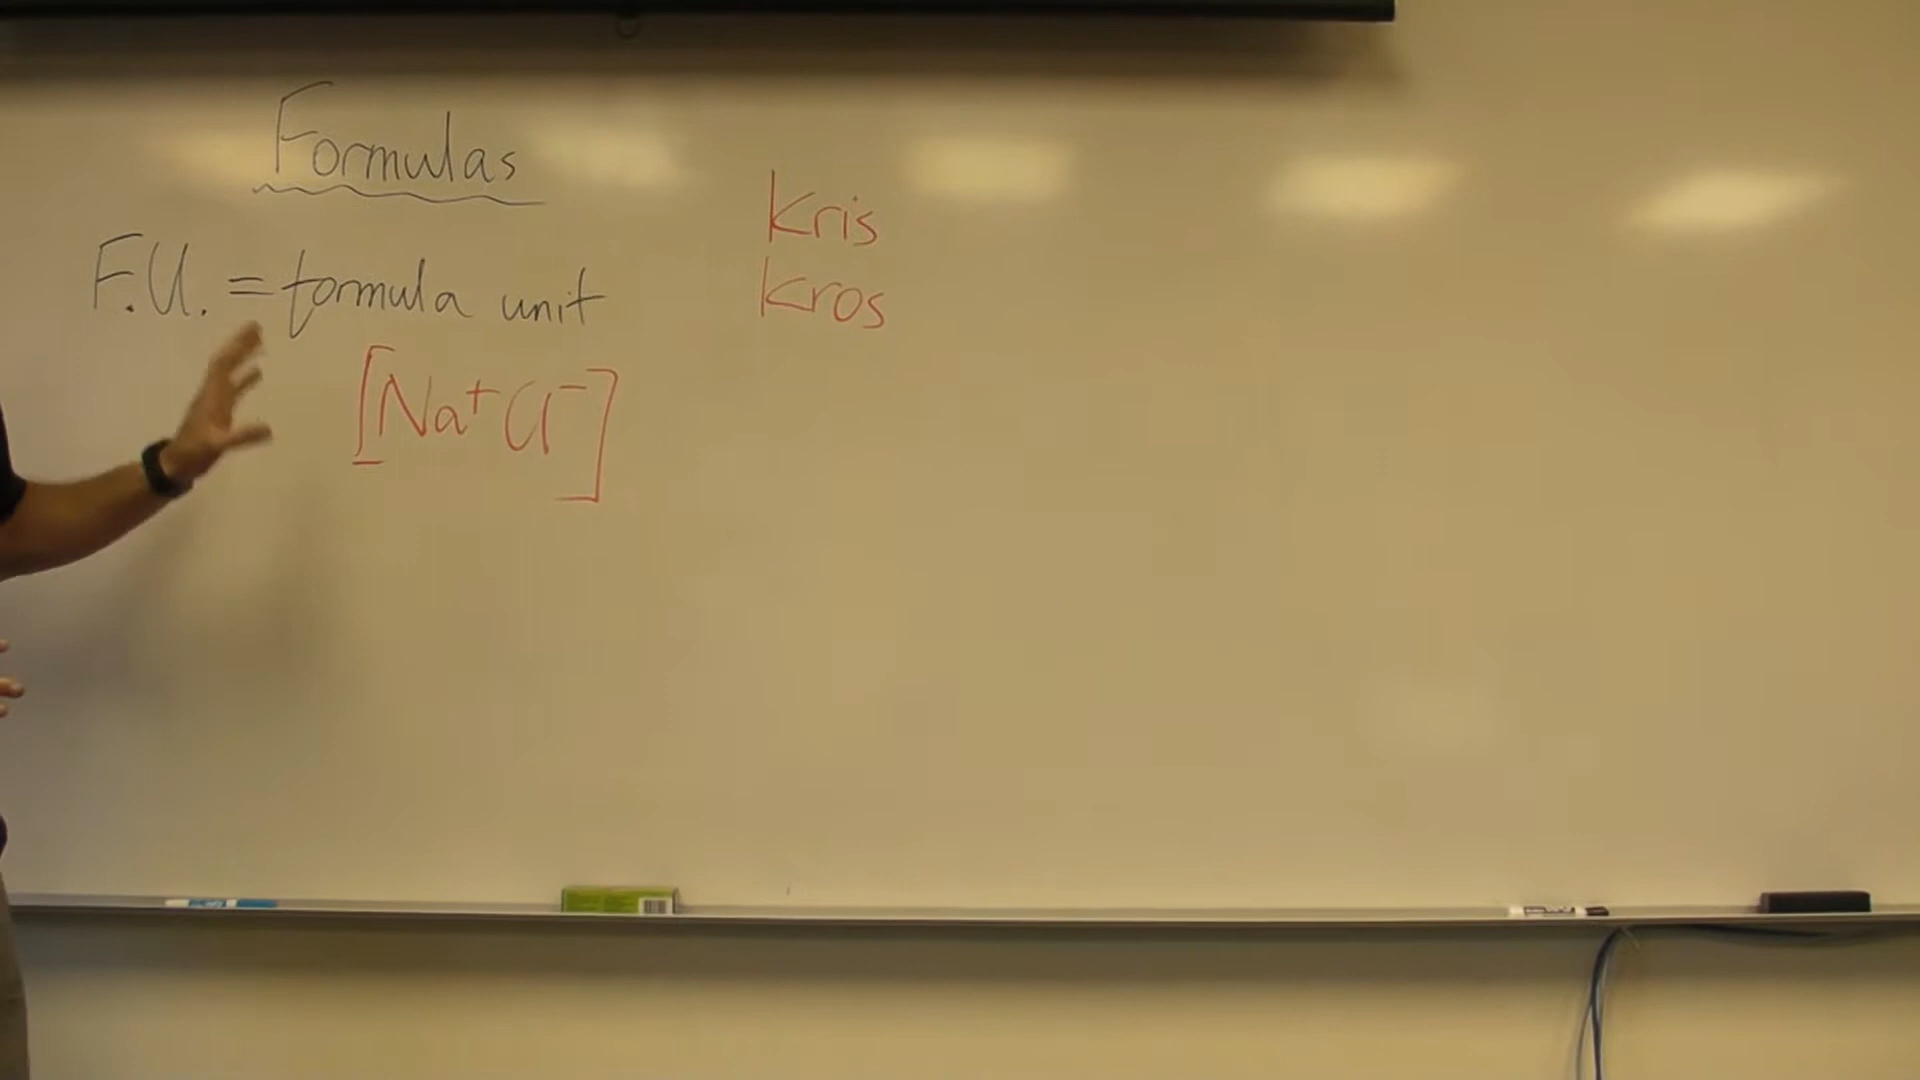 Formulas
F.U. = formula unit
[Na⁺Cl⁻]
Kris
Kros